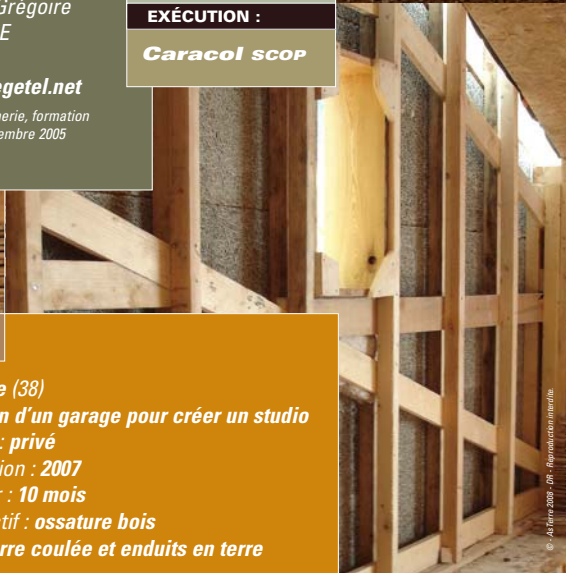 Grégoire
E
egetel.net
nerie, formation
embre 2005
EXÉCUTION :
Caracol SCOP
e (38)
n d'un garage pour créer un studio
: privé
ion : 2007
r : 10 mois
tif : ossature bois
rre coulée et enduits en terre
© - AsTerre 2008 - DR - Reproduction interdite.